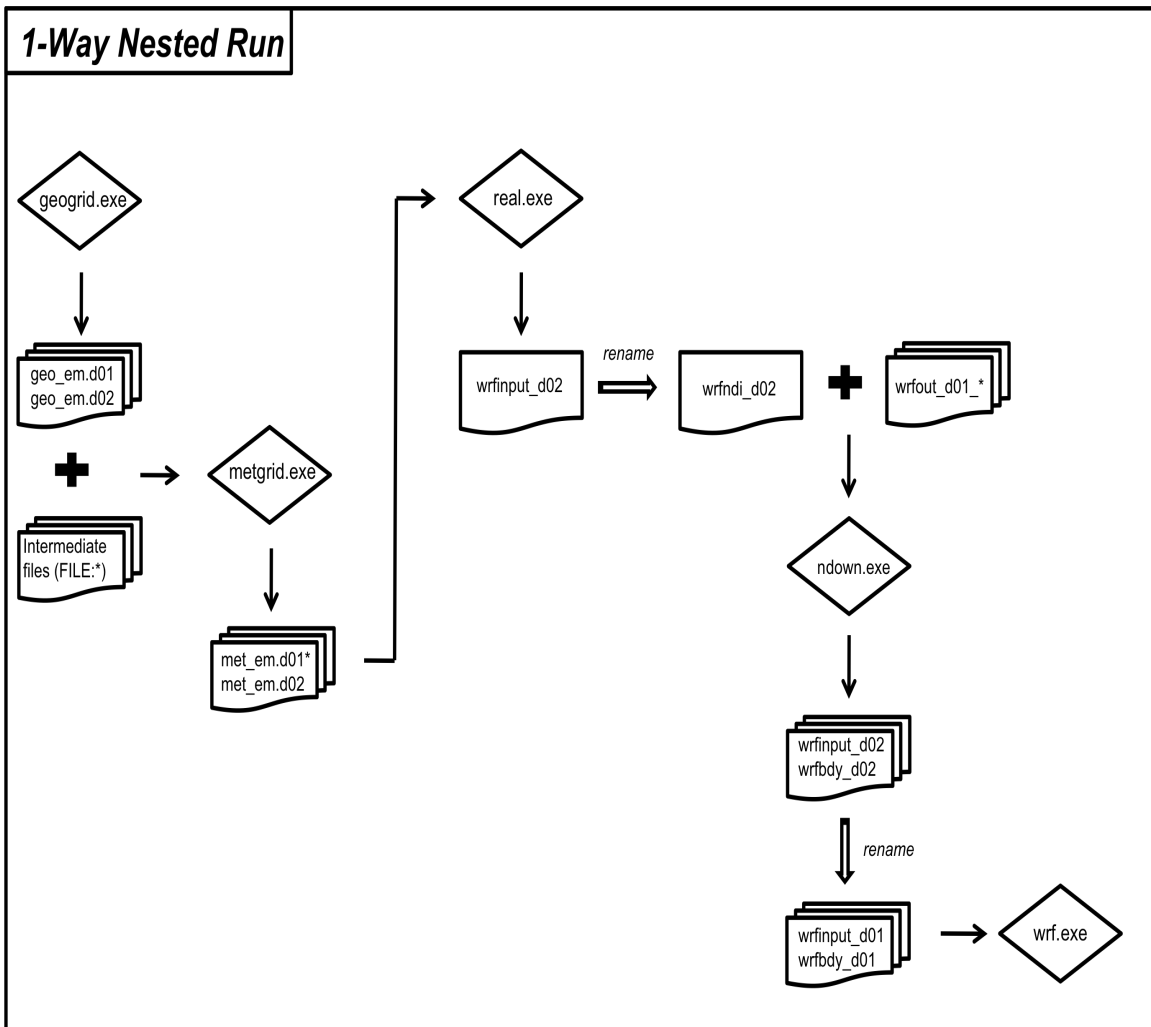 1-Way Nested Run
geogrid.exe
geo_em.d01
geo_em.d02
Intermediate
files (FILE:*)
metgrid.exe
met_em.d01*
met_em.d02
real.exe
wrfinput_d02
rename
wrfndi_d02
wrfout_d01_*
ndown.exe
wrfinput_d02
wrfbdy_d02
rename
wrfinput_d01
wrfbdy_d01
wrf.exe